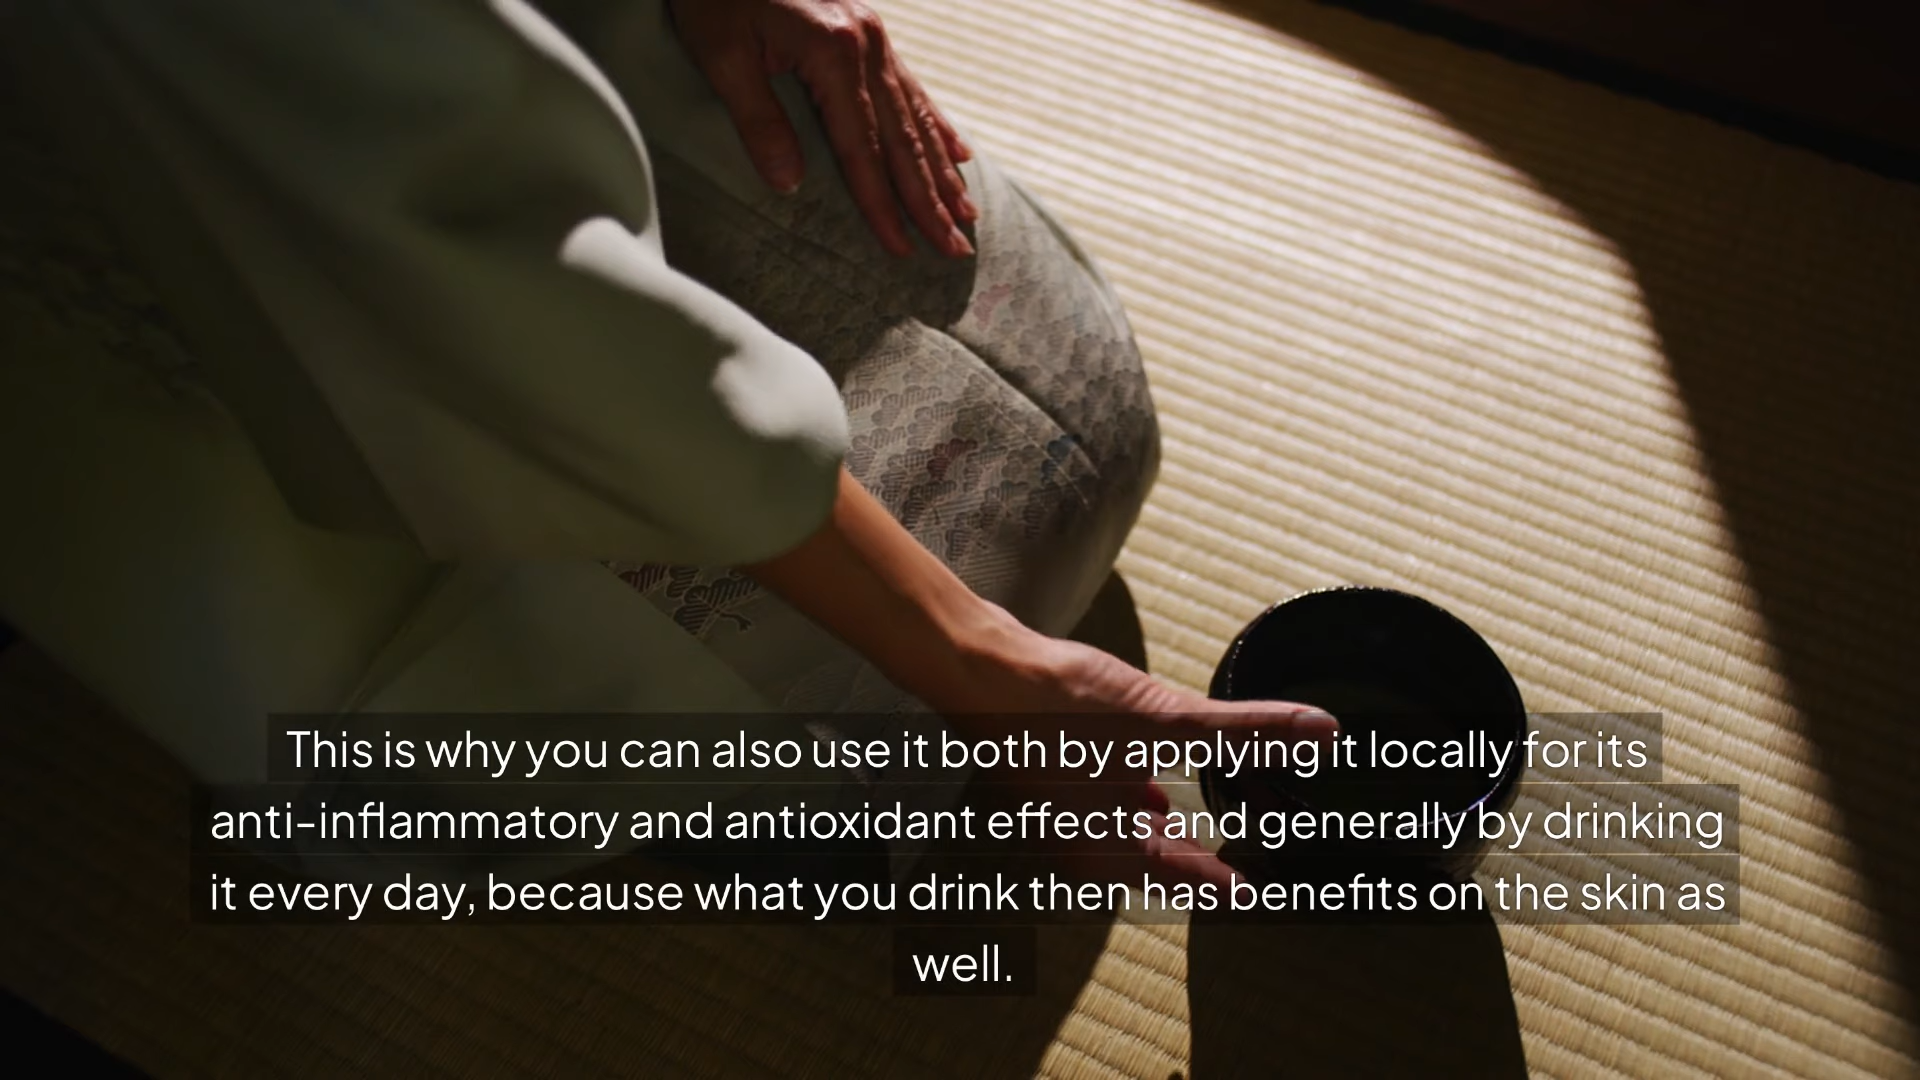 This is why you can also use it both by applying it locally for its
anti-inflammatory and antioxidant effects and generally by drinking
it every day, because what you drink then has benefits on the skin as
well.